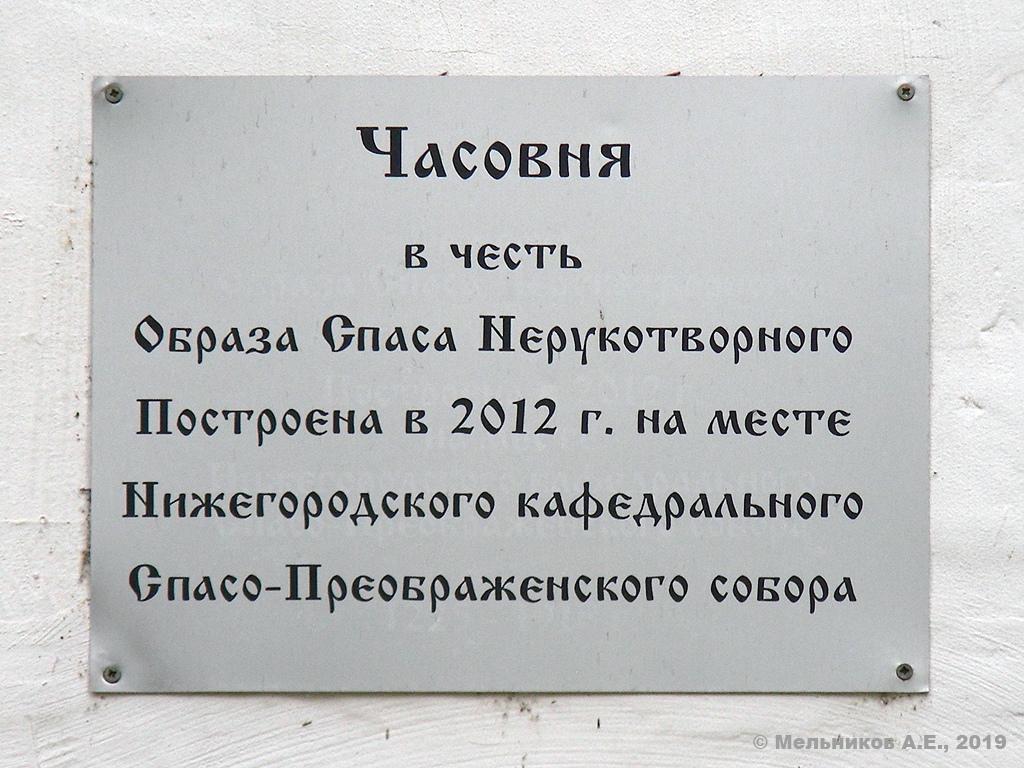 Часовня
в честь
Образа Спаса Нерукотворного
Построена в 2012 г. на месте
Нижегородского кафедрального
Спасо-Преображенского собора
© Мельников А.Е., 2019